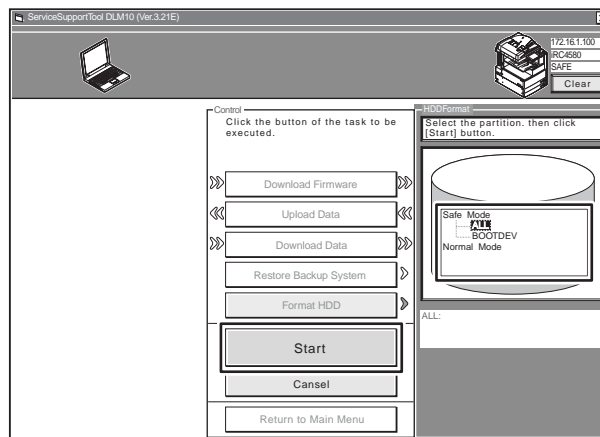 ServiceSupportTool DLM10 (Ver.3.21E)
172.16.1.100
iRC4580
SAFE
Clear
Control
Click the button of the task to be
executed.
Download Firmware
Upload Data
Download Data
Restore Backup System
Format HDD
Start
Cansel
Return to Main Menu
HDDFormat
Select the partition. then click
[Start] button.
Safe Mode
ALL
BOOTDEV
Normal Mode
ALL: